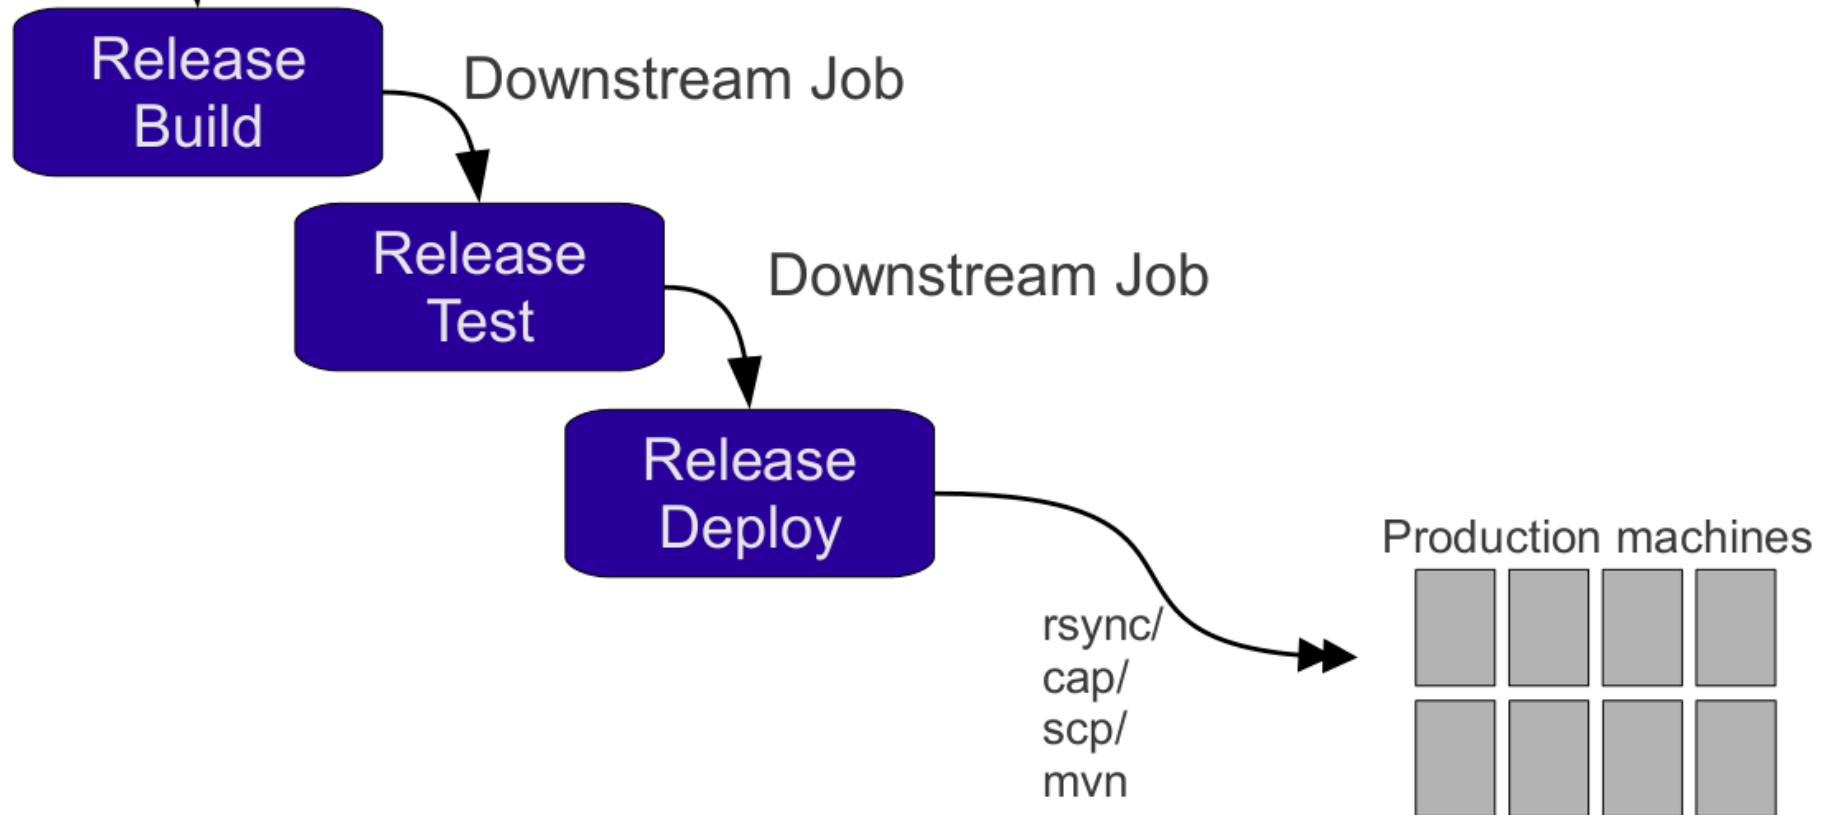 Release
Build
Downstream Job
Release
Test
Downstream Job
Release
Deploy
Production machines
rsync/
cap/
scp/
mvn